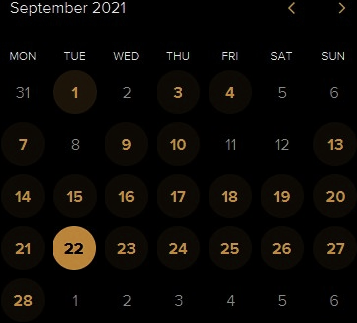 September 2021 < >
MON TUE WED THU FRI SAT SUN
31 1 2 3 4 5 6
7 8 9 10 11 12 13
14 15 16 17 18 19 20
21 22 23 24 25 26 27
28 1 2 3 4 5 6